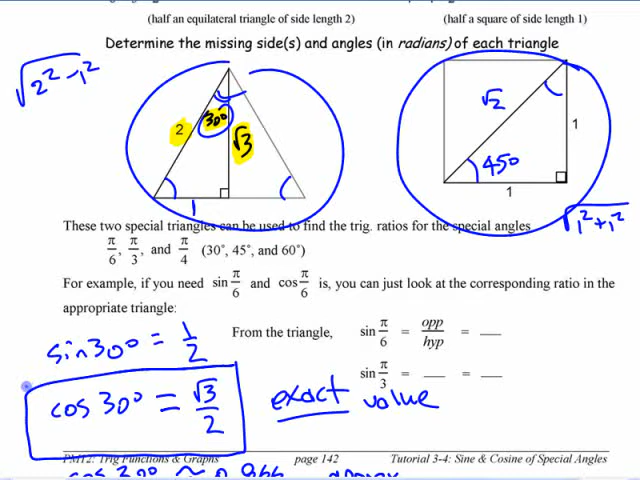 (half an equilateral triangle of side length 2) (half a square of side length 1)
Determine the missing side(s) and angles (in radians) of each triangle
√2² - 1²
2 30° √3 1
√2 1 45° 1
√1² + 1²
These two special triangles can be used to find the trig. ratios for the special angles
π/6, π/3, and π/4 (30°, 45°, and 60°)
For example, if you need sin π/6 and cos π/6 is, you can just look at the corresponding ratio in the
appropriate triangle:
sin 30° = 1/2
From the triangle, sin π/6 = opp/hyp = __
sin π/3 = __ = __
cos 30° = √3/2
exact value
PM12: Trig Functions & Graphs page 142 Tutorial 3-4: Sine & Cosine of Special Angles